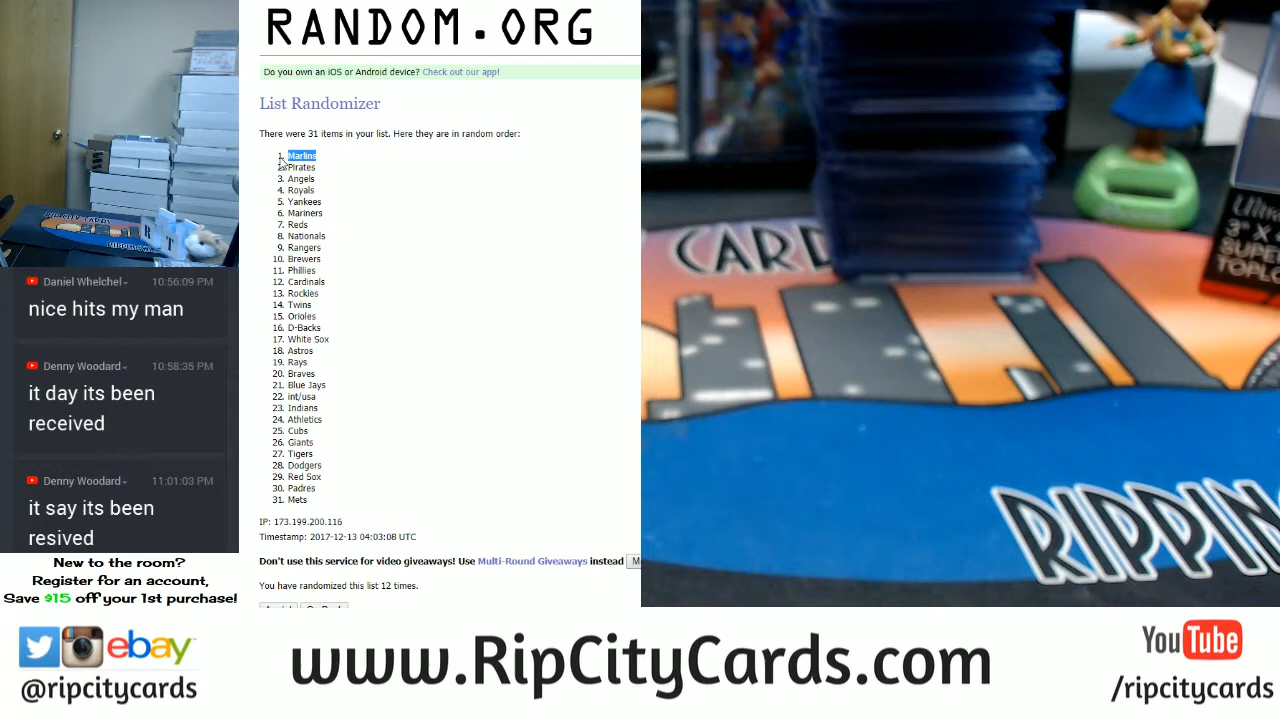 RANDOM.ORG
Do you own an iOS or Android device? Check out our app!
List Randomizer
There were 31 items in your list. Here they are in random order:
1. Marlins
2. Pirates
3. Angels
4. Royals
5. Yankees
6. Mariners
7. Reds
8. Nationals
9. Rangers
10. Brewers
11. Phillies
12. Cardinals
13. Rockies
14. Twins
15. Orioles
16. D-Backs
17. White Sox
18. Astros
19. Rays
20. Braves
21. Blue Jays
22. int/usa
23. Indians
24. Athletics
25. Cubs
26. Giants
27. Tigers
28. Dodgers
29. Red Sox
30. Padres
31. Mets
IP: 173.199.200.116
Timestamp: 2017-12-13 04:03:08 UTC
Don't use this service for video giveaways! Use Multi-Round Giveaways instead
You have randomized this list 12 times.
Daniel Whelchel 10:56:09 PM
nice hits my man
Denny Woodard 10:58:35 PM
it day its been
received
Denny Woodard 11:01:03 PM
it say its been
resived
New to the room?
Register for an account,
Save $15 off your 1st purchase!
RIP CITY CARDS
CARD
RIPPIN
3" X
SUPE
TOPLO
ebay
@ripcitycards
www.RipCityCards.com
YouTube
/ripcitycards